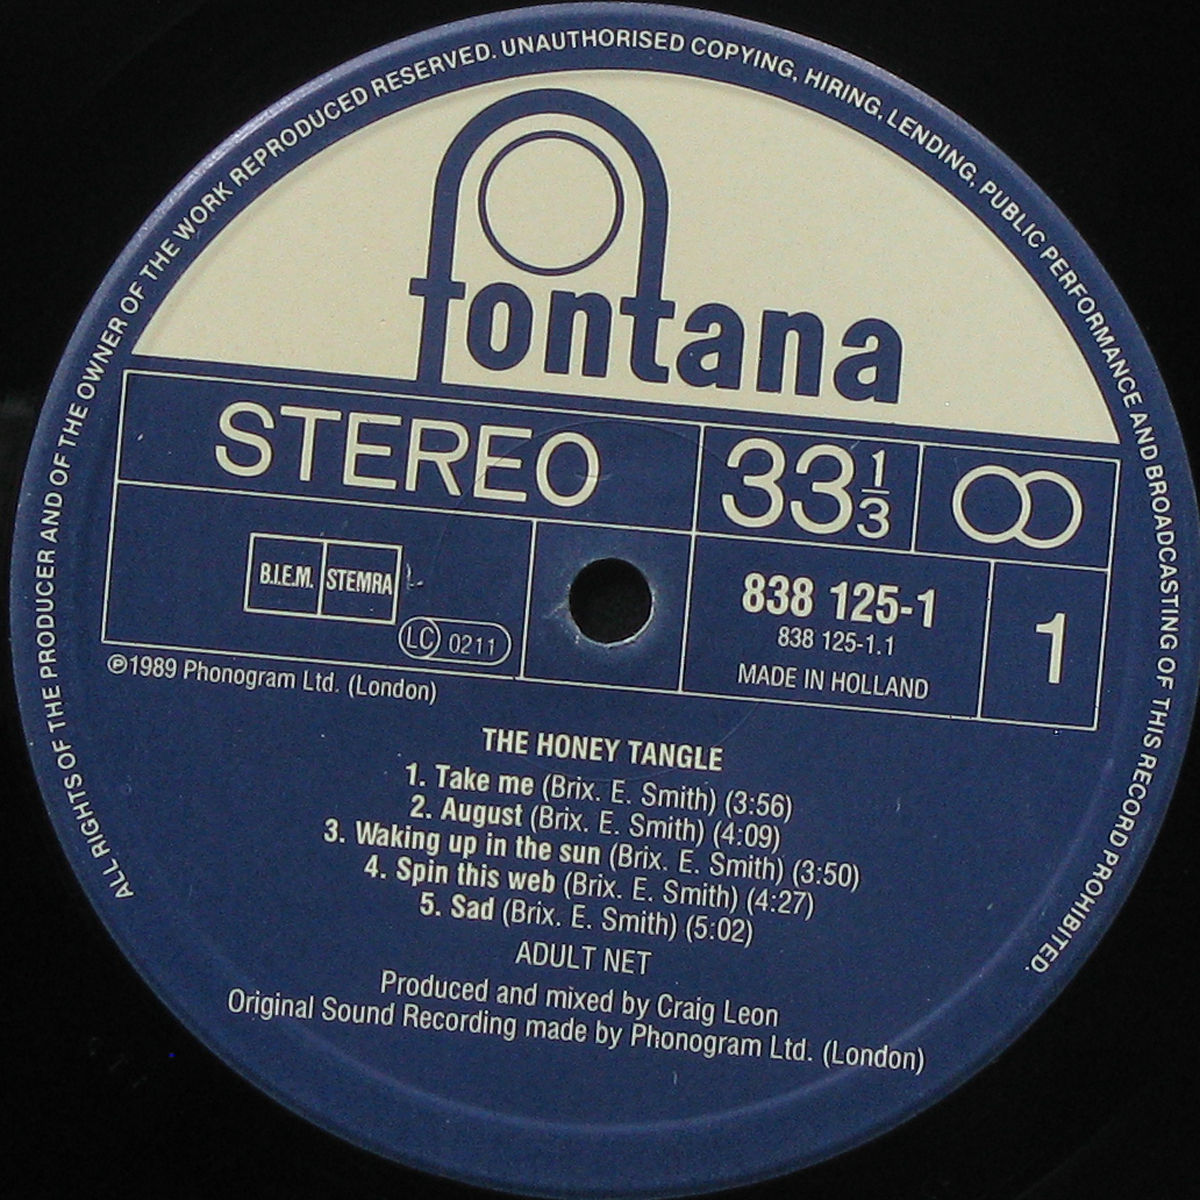 ALL RIGHTS OF THE PRODUCER AND OF THE OWNER OF THE WORK REPRODUCED RESERVED. UNAUTHORISED COPYING, HIRING, LENDING, PUBLIC PERFORMANCE AND BROADCASTING OF THIS RECORD PROHIBITED.
fontana
STEREO 33 1/3
B.I.E.M. STEMRA
LC 0211
838 125-1
838 125-1.1
MADE IN HOLLAND
1
℗1989 Phonogram Ltd. (London)
THE HONEY TANGLE
1. Take me (Brix. E. Smith) (3:56)
2. August (Brix. E. Smith) (4:09)
3. Waking up in the sun (Brix. E. Smith) (3:50)
4. Spin this web (Brix. E. Smith) (4:27)
5. Sad (Brix. E. Smith) (5:02)
ADULT NET
Produced and mixed by Craig Leon
Original Sound Recording made by Phonogram Ltd. (London)